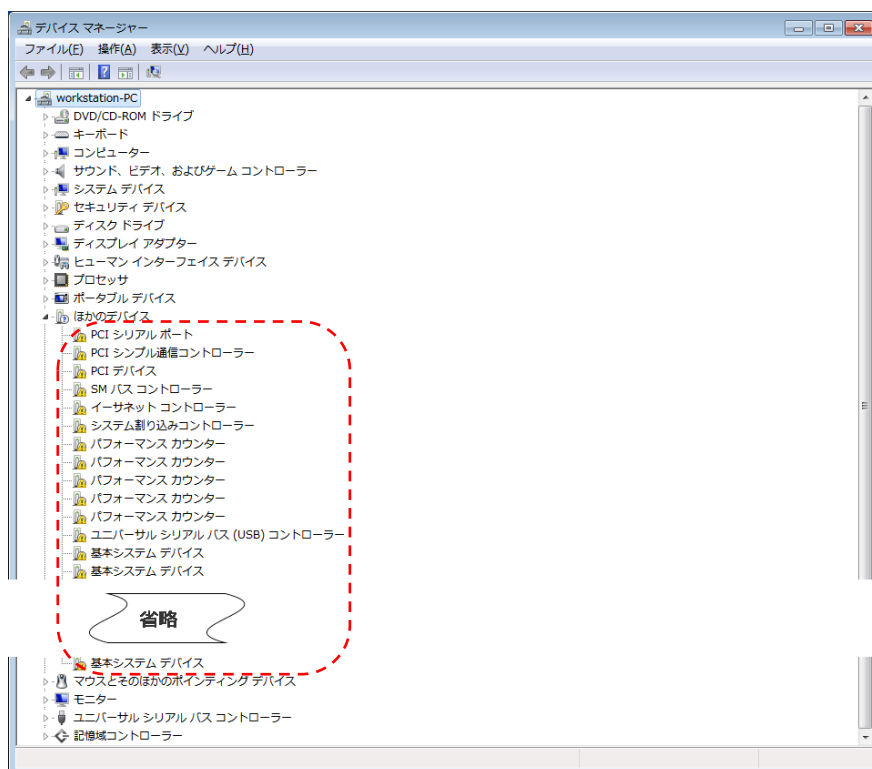 デバイス マネージャー
ファイル(F) 操作(A) 表示(V) ヘルプ(H)
workstation-PC
DVD/CD-ROM ドライブ
キーボード
コンピューター
サウンド、ビデオ、およびゲーム コントローラー
システム デバイス
セキュリティ デバイス
ディスク ドライブ
ディスプレイ アダプター
ヒューマン インターフェイス デバイス
プロセッサ
ポータブル デバイス
ほかのデバイス
PCI シリアル ポート
PCI シンプル通信コントローラー
PCI デバイス
SM バス コントローラー
イーサネット コントローラー
システム割り込みコントローラー
パフォーマンス カウンター
パフォーマンス カウンター
パフォーマンス カウンター
パフォーマンス カウンター
パフォーマンス カウンター
ユニバーサル シリアル バス (USB) コントローラー
基本システム デバイス
基本システム デバイス
省略
基本システム デバイス
マウスとそのほかのポインティング デバイス
モニター
ユニバーサル シリアル バス コントローラー
記憶域コントローラー